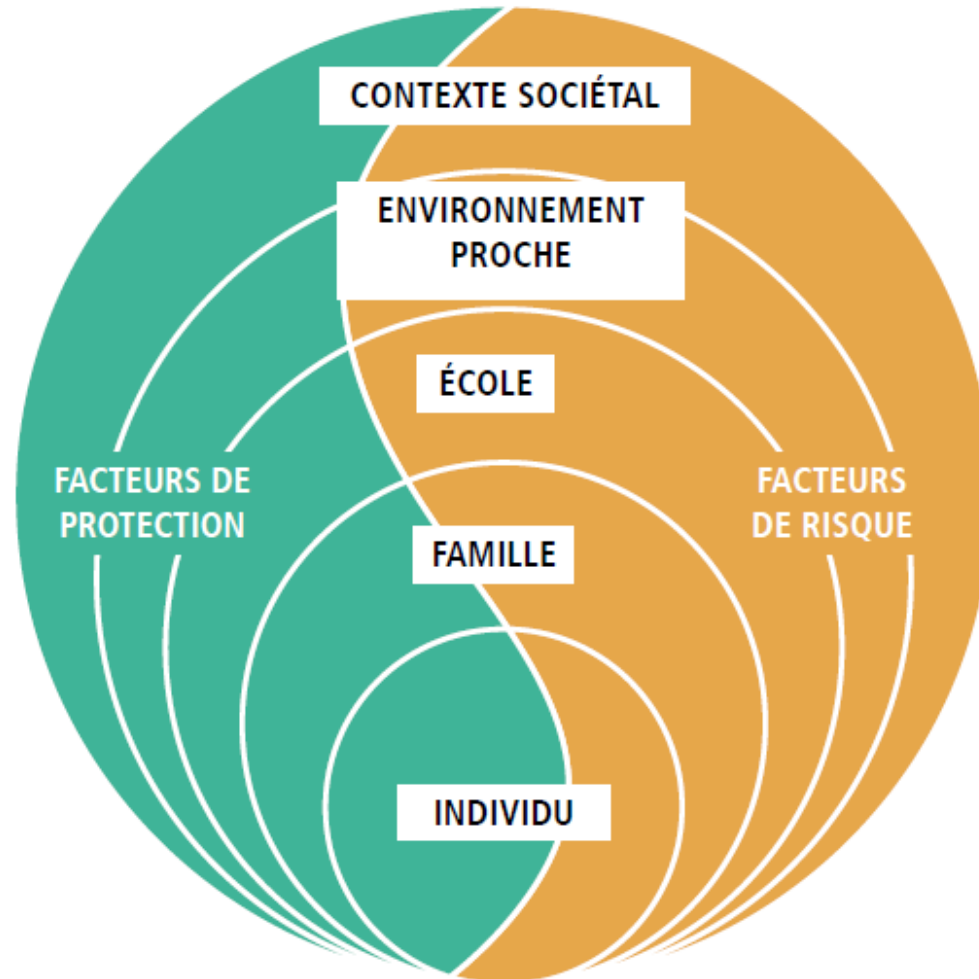 CONTEXTE SOCIÉTAL
ENVIRONNEMENT
PROCHE
ÉCOLE
FACTEURS DE
PROTECTION
FACTEURS
DE RISQUE
FAMILLE
INDIVIDU